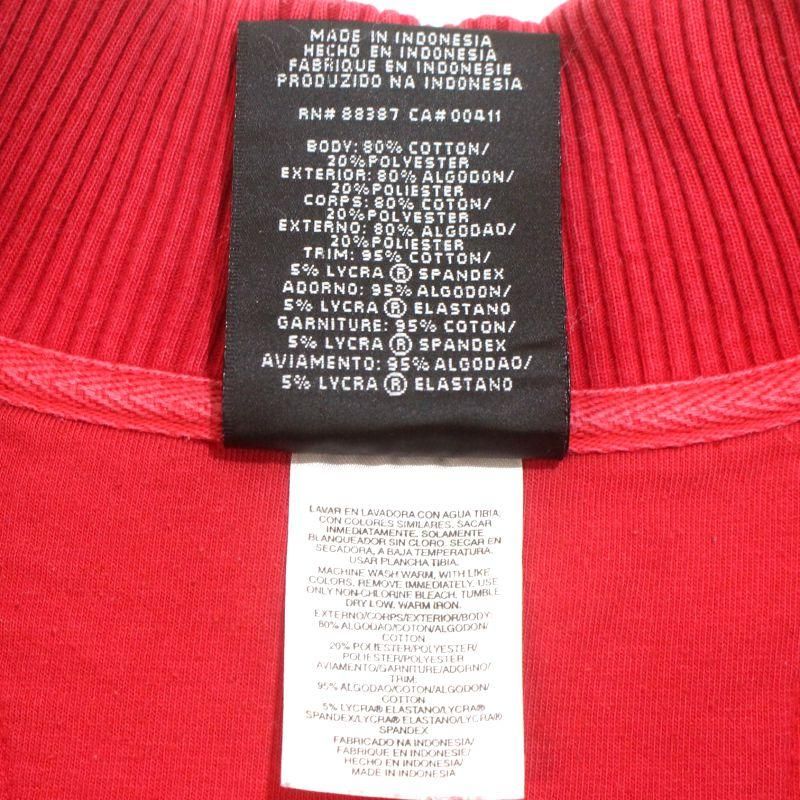 MADE IN INDONESIA
HECHO EN INDONESIA
FABRIQUE EN INDONESIE
PRODUZIDO NA INDONESIA
RN# 88387 CA# 00411
BODY: 80% COTTON/
20% POLYESTER
EXTERIOR: 80% ALGODON/
20% POLIESTER
CORPS: 80% COTON/
20% POLYESTER
EXTERNO: 80% ALGODAO/
20% POLIESTER
TRIM: 95% COTTON/
5% LYCRA ® SPANDEX
ADORNO: 95% ALGODON/
5% LYCRA ® ELASTANO
GARNITURE: 95% COTON/
5% LYCRA ® SPANDEX
AVIAMENTO: 95% ALGODAO/
5% LYCRA ® ELASTANO
LAVAR EN LAVADORA CON AGUA TIBIA,
CON COLORES SIMILARES. SACAR
INMEDIATAMENTE. SOLAMENTE
BLANQUEADOR SIN CLORO. SECAR EN
SECADORA, A BAJA TEMPERATURA.
USAR PLANCHA TIBIA.
MACHINE WASH WARM, WITH LIKE
COLORS. REMOVE IMMEDIATELY. USE
ONLY NON-CHLORINE BLEACH. TUMBLE
DRY LOW. WARM IRON.
EXTERNO/CORPS/EXTERIOR/BODY:
80% ALGODAO/COTON/ALGODON/
COTTON
20% POLIESTER/POLYESTER/
POLIESTER/POLYESTER
AVIAMENTO/GARNITURE/ADORNO/
TRIM:
95% ALGODAO/COTON/ALGODON/
COTTON
5% LYCRA® ELASTANO/LYCRA®
SPANDEX/LYCRA® ELASTANO/LYCRA®
SPANDEX
FABRICADO NA INDONESIA/
FABRIQUE EN INDONESIE/
HECHO EN INDONESIA/
MADE IN INDONESIA